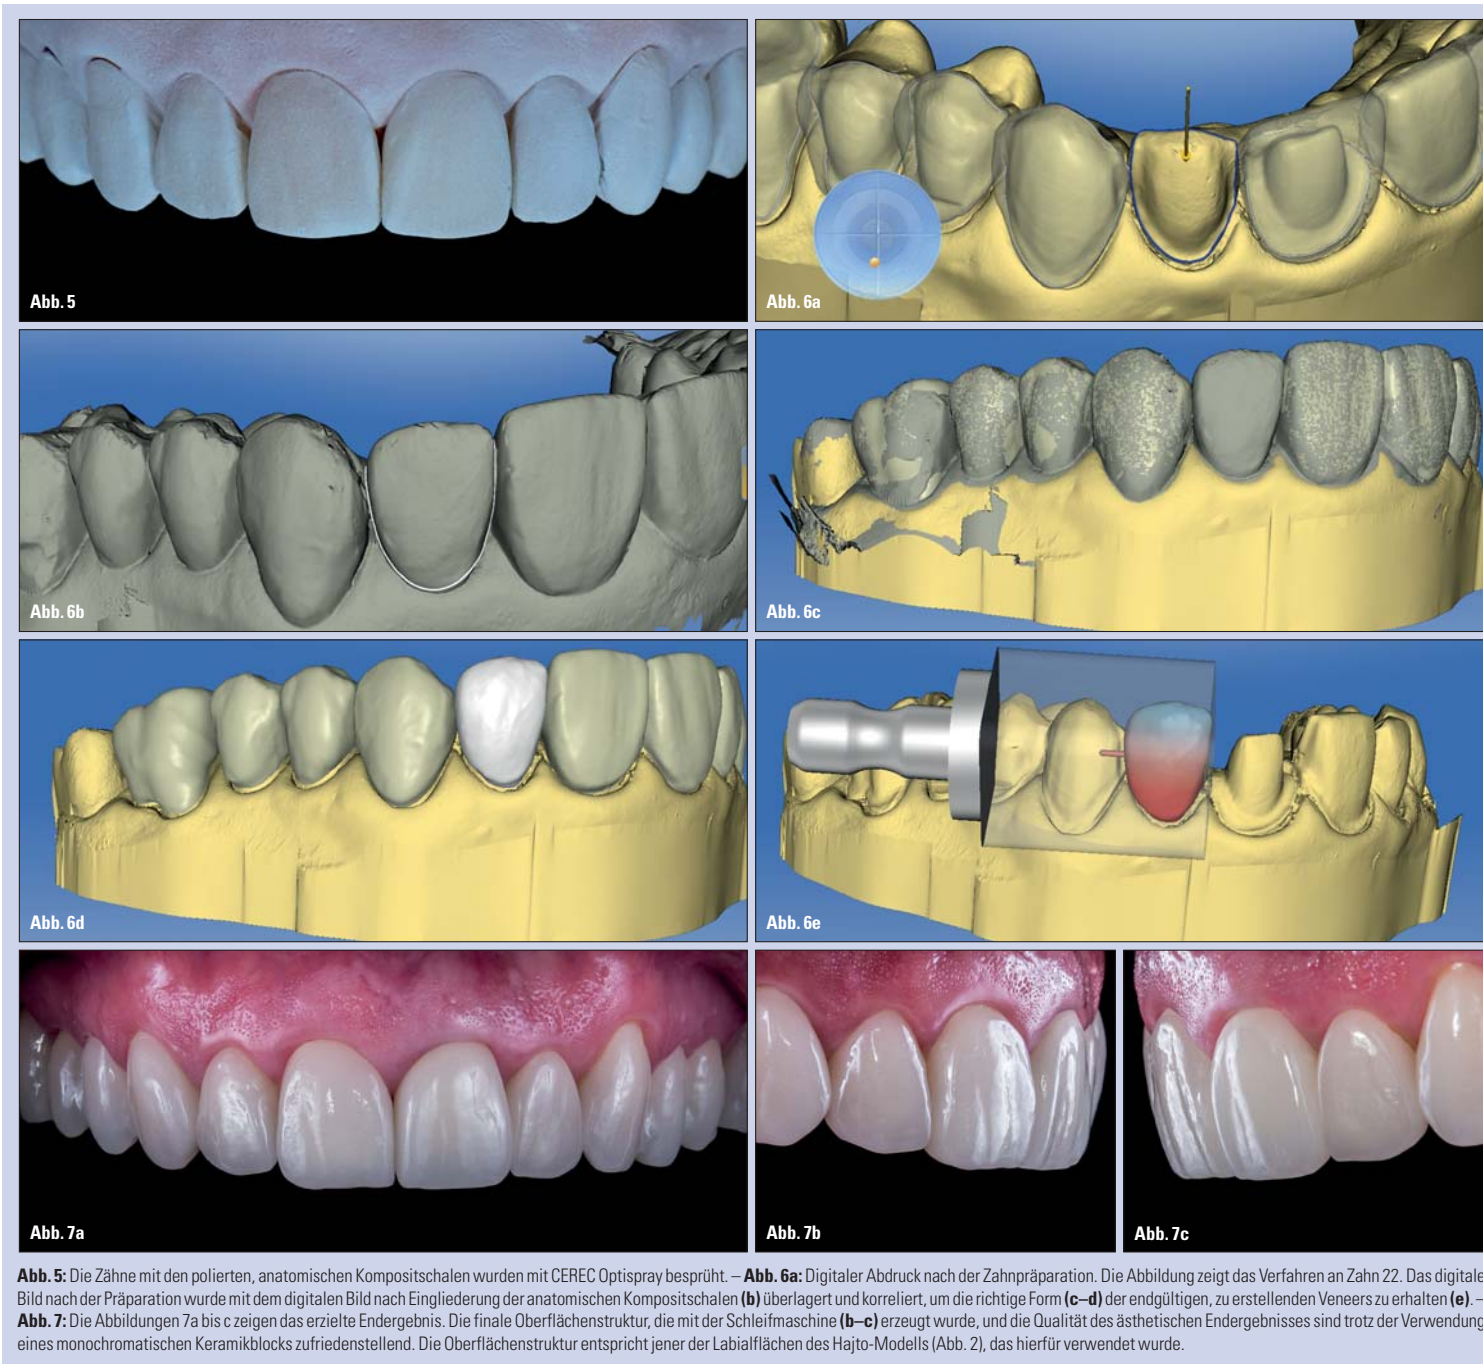 Abb. 5
Abb. 6a
Abb. 6b
Abb. 6c
Abb. 6d
Abb. 6e
Abb. 7a
Abb. 7b
Abb. 7c
Abb. 5: Die Zähne mit den polierten, anatomischen Kompositschalen wurden mit CEREC Optispray besprüht. – Abb. 6a: Digitaler Abdruck nach der Zahnpräparation. Die Abbildung zeigt das Verfahren an Zahn 22. Das digitale
Bild nach der Präparation wurde mit dem digitalen Bild nach Eingliederung der anatomischen Kompositschalen (b) überlagert und korreliert, um die richtige Form (c–d) der endgültigen, zu erstellenden Veneers zu erhalten (e). –
Abb. 7: Die Abbildungen 7a bis c zeigen das erzielte Endergebnis. Die finale Oberflächenstruktur, die mit der Schleifmaschine (b–c) erzeugt wurde, und die Qualität des ästhetischen Endergebnisses sind trotz der Verwendung
eines monochromatischen Keramikblocks zufriedenstellend. Die Oberflächenstruktur entspricht jener der Labialflächen des Hajto-Modells (Abb. 2), das hierfür verwendet wurde.